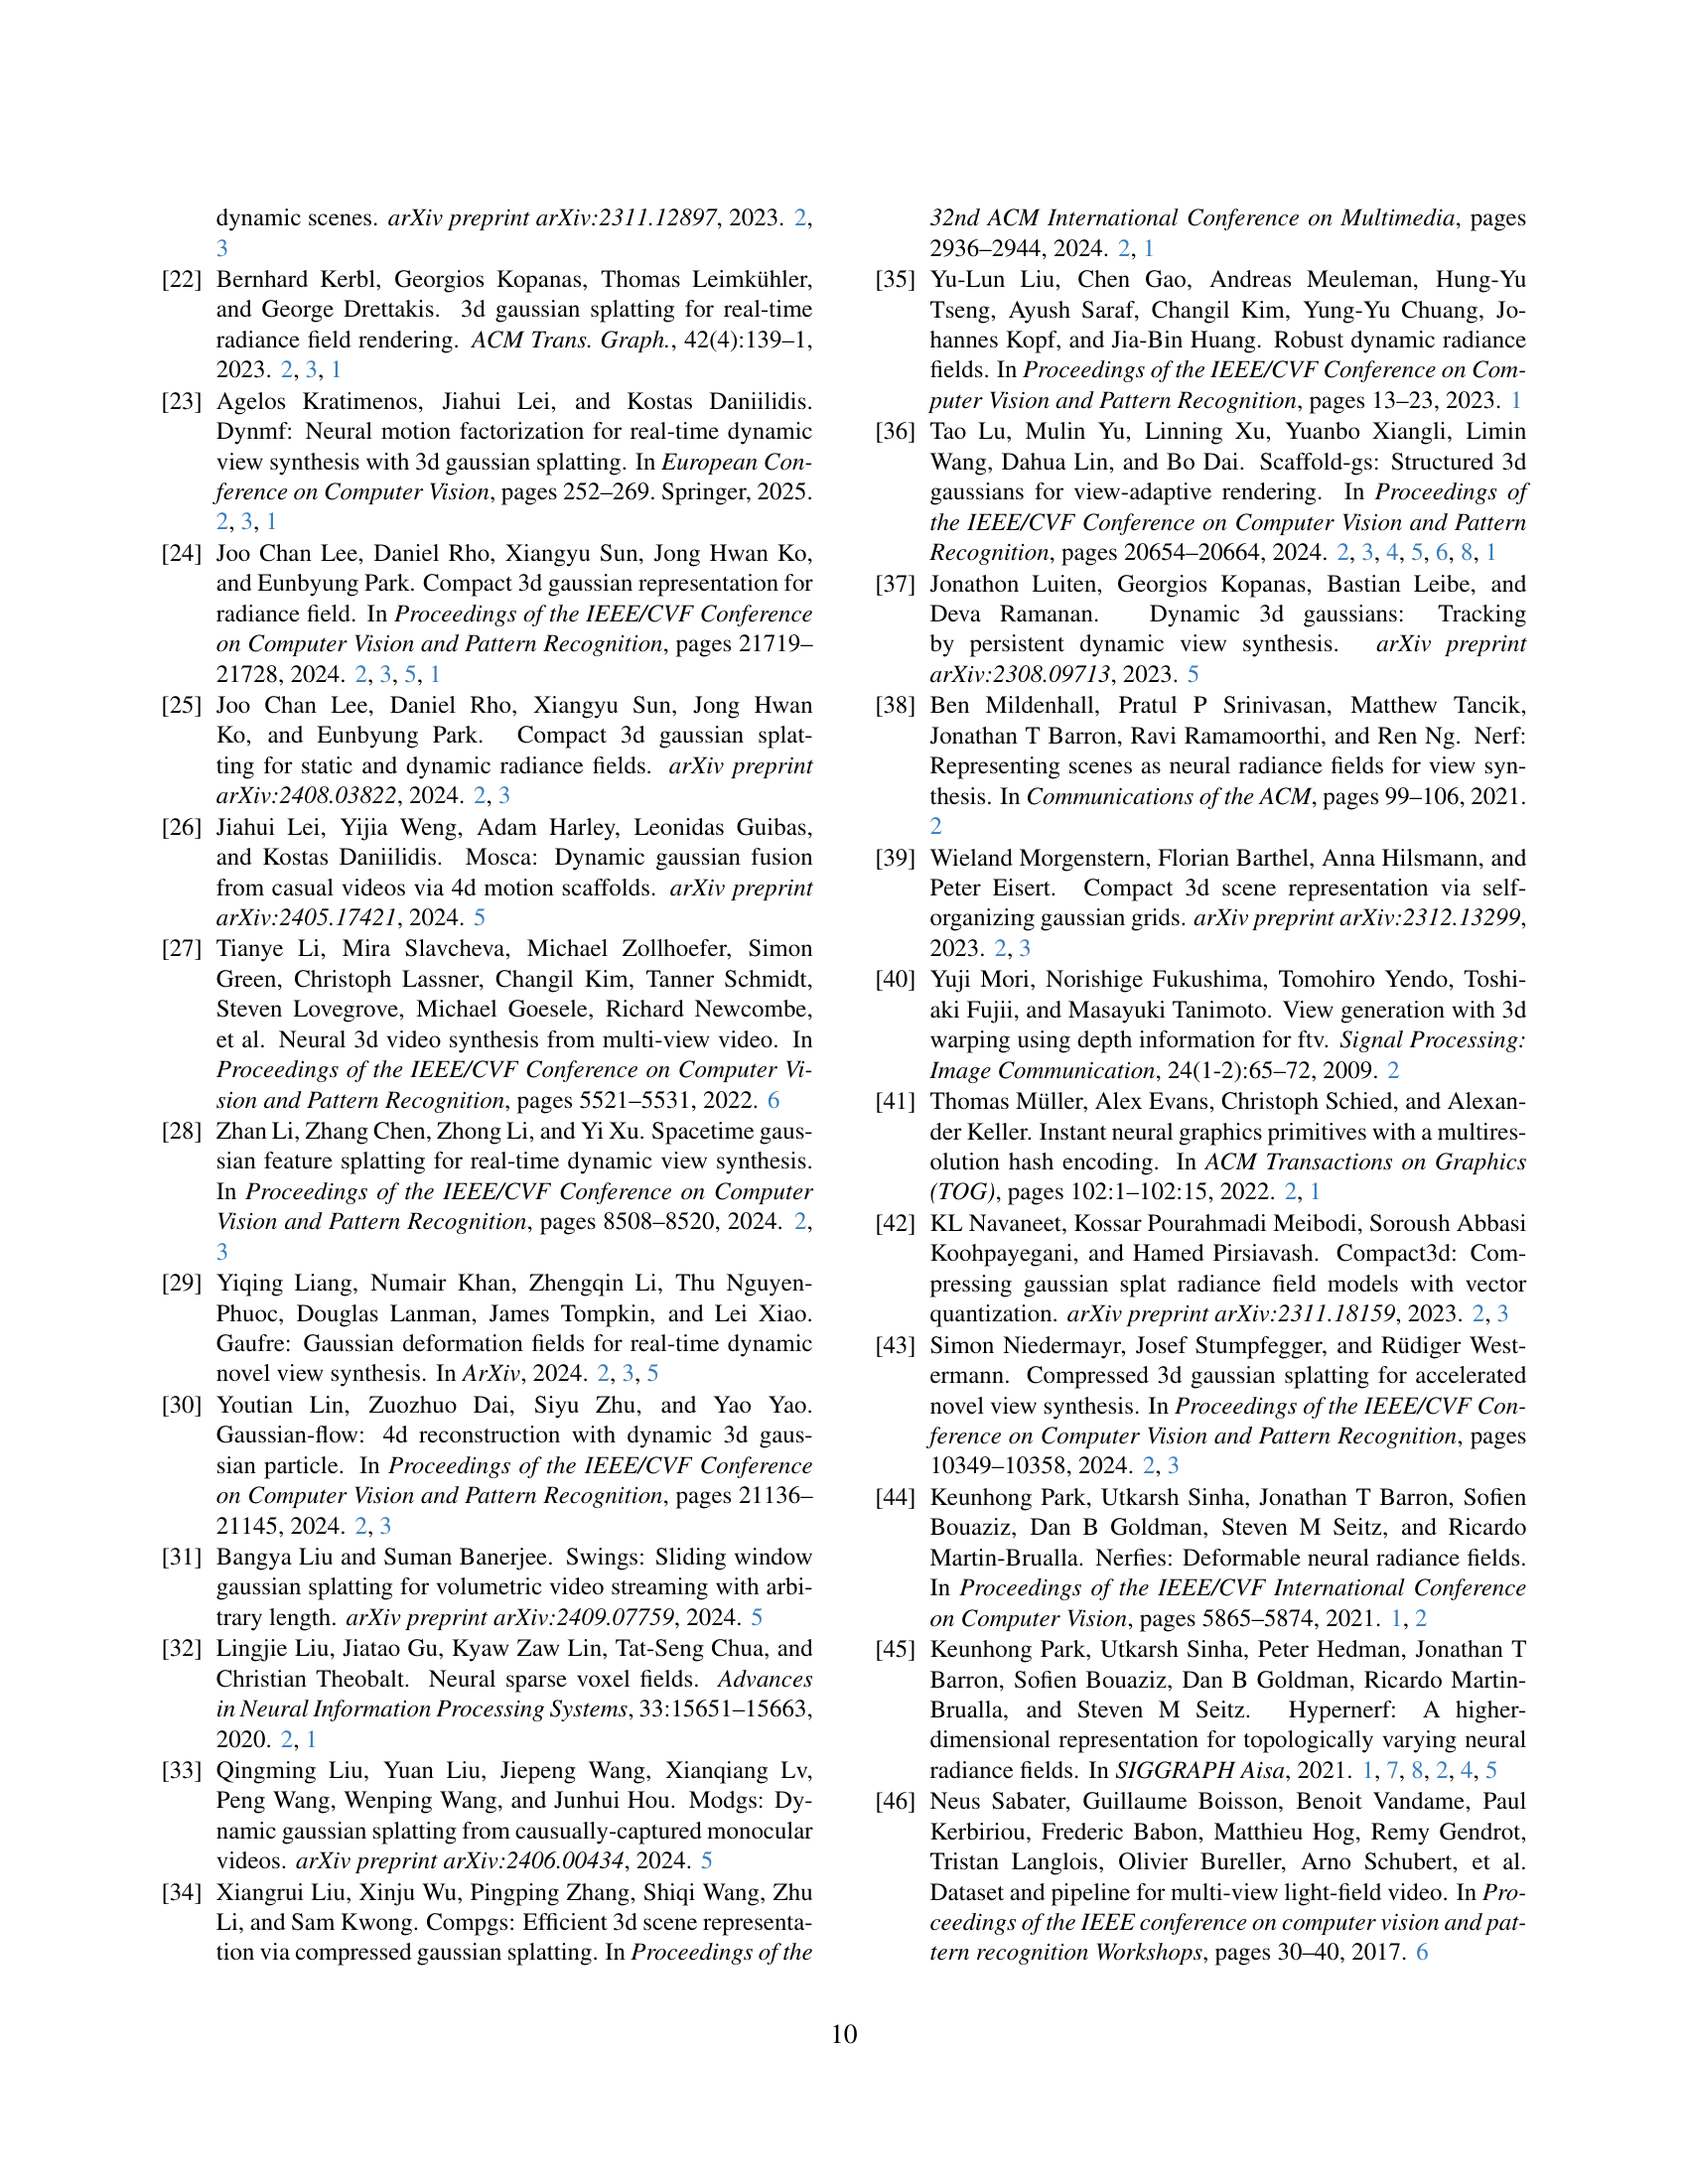 dynamic scenes. arXiv preprint arXiv:2311.12897, 2023. 2,
3
[22] Bernhard Kerbl, Georgios Kopanas, Thomas Leimkühler,
and George Drettakis. 3d gaussian splatting for real-time
radiance field rendering. ACM Trans. Graph., 42(4):139–1,
2023. 2, 3, 1
[23] Agelos Kratimenos, Jiahui Lei, and Kostas Daniilidis.
Dynmf: Neural motion factorization for real-time dynamic
view synthesis with 3d gaussian splatting. In European Con-
ference on Computer Vision, pages 252–269. Springer, 2025.
2, 3, 1
[24] Joo Chan Lee, Daniel Rho, Xiangyu Sun, Jong Hwan Ko,
and Eunbyung Park. Compact 3d gaussian representation for
radiance field. In Proceedings of the IEEE/CVF Conference
on Computer Vision and Pattern Recognition, pages 21719–
21728, 2024. 2, 3, 5, 1
[25] Joo Chan Lee, Daniel Rho, Xiangyu Sun, Jong Hwan
Ko, and Eunbyung Park. Compact 3d gaussian splat-
ting for static and dynamic radiance fields. arXiv preprint
arXiv:2408.03822, 2024. 2, 3
[26] Jiahui Lei, Yijia Weng, Adam Harley, Leonidas Guibas,
and Kostas Daniilidis. Mosca: Dynamic gaussian fusion
from casual videos via 4d motion scaffolds. arXiv preprint
arXiv:2405.17421, 2024. 5
[27] Tianye Li, Mira Slavcheva, Michael Zollhoefer, Simon
Green, Christoph Lassner, Changil Kim, Tanner Schmidt,
Steven Lovegrove, Michael Goesele, Richard Newcombe,
et al. Neural 3d video synthesis from multi-view video. In
Proceedings of the IEEE/CVF Conference on Computer Vi-
sion and Pattern Recognition, pages 5521–5531, 2022. 6
[28] Zhan Li, Zhang Chen, Zhong Li, and Yi Xu. Spacetime gaus-
sian feature splatting for real-time dynamic view synthesis.
In Proceedings of the IEEE/CVF Conference on Computer
Vision and Pattern Recognition, pages 8508–8520, 2024. 2,
3
[29] Yiqing Liang, Numair Khan, Zhengqin Li, Thu Nguyen-
Phuoc, Douglas Lanman, James Tompkin, and Lei Xiao.
Gaufre: Gaussian deformation fields for real-time dynamic
novel view synthesis. In ArXiv, 2024. 2, 3, 5
[30] Youtian Lin, Zuozhuo Dai, Siyu Zhu, and Yao Yao.
Gaussian-flow: 4d reconstruction with dynamic 3d gaus-
sian particle. In Proceedings of the IEEE/CVF Conference
on Computer Vision and Pattern Recognition, pages 21136–
21145, 2024. 2, 3
[31] Bangya Liu and Suman Banerjee. Swings: Sliding window
gaussian splatting for volumetric video streaming with arbi-
trary length. arXiv preprint arXiv:2409.07759, 2024. 5
[32] Lingjie Liu, Jiatao Gu, Kyaw Zaw Lin, Tat-Seng Chua, and
Christian Theobalt. Neural sparse voxel fields. Advances
in Neural Information Processing Systems, 33:15651–15663,
2020. 2, 1
[33] Qingming Liu, Yuan Liu, Jiepeng Wang, Xianqiang Lv,
Peng Wang, Wenping Wang, and Junhui Hou. Modgs: Dy-
namic gaussian splatting from causually-captured monocular
videos. arXiv preprint arXiv:2406.00434, 2024. 5
[34] Xiangrui Liu, Xinju Wu, Pingping Zhang, Shiqi Wang, Zhu
Li, and Sam Kwong. Compgs: Efficient 3d scene representa-
tion via compressed gaussian splatting. In Proceedings of the
32nd ACM International Conference on Multimedia, pages
2936–2944, 2024. 2, 1
[35] Yu-Lun Liu, Chen Gao, Andreas Meuleman, Hung-Yu
Tseng, Ayush Saraf, Changil Kim, Yung-Yu Chuang, Jo-
hannes Kopf, and Jia-Bin Huang. Robust dynamic radiance
fields. In Proceedings of the IEEE/CVF Conference on Com-
puter Vision and Pattern Recognition, pages 13–23, 2023. 1
[36] Tao Lu, Mulin Yu, Linning Xu, Yuanbo Xiangli, Limin
Wang, Dahua Lin, and Bo Dai. Scaffold-gs: Structured 3d
gaussians for view-adaptive rendering. In Proceedings of
the IEEE/CVF Conference on Computer Vision and Pattern
Recognition, pages 20654–20664, 2024. 2, 3, 4, 5, 6, 8, 1
[37] Jonathon Luiten, Georgios Kopanas, Bastian Leibe, and
Deva Ramanan. Dynamic 3d gaussians: Tracking
by persistent dynamic view synthesis. arXiv preprint
arXiv:2308.09713, 2023. 5
[38] Ben Mildenhall, Pratul P Srinivasan, Matthew Tancik,
Jonathan T Barron, Ravi Ramamoorthi, and Ren Ng. Nerf:
Representing scenes as neural radiance fields for view syn-
thesis. In Communications of the ACM, pages 99–106, 2021.
2
[39] Wieland Morgenstern, Florian Barthel, Anna Hilsmann, and
Peter Eisert. Compact 3d scene representation via self-
organizing gaussian grids. arXiv preprint arXiv:2312.13299,
2023. 2, 3
[40] Yuji Mori, Norishige Fukushima, Tomohiro Yendo, Toshi-
aki Fujii, and Masayuki Tanimoto. View generation with 3d
warping using depth information for ftv. Signal Processing:
Image Communication, 24(1-2):65–72, 2009. 2
[41] Thomas Müller, Alex Evans, Christoph Schied, and Alexan-
der Keller. Instant neural graphics primitives with a multires-
olution hash encoding. In ACM Transactions on Graphics
(TOG), pages 102:1–102:15, 2022. 2, 1
[42] KL Navaneet, Kossar Pourahmadi Meibodi, Soroush Abbasi
Koohpayegani, and Hamed Pirsiavash. Compact3d: Com-
pressing gaussian splat radiance field models with vector
quantization. arXiv preprint arXiv:2311.18159, 2023. 2, 3
[43] Simon Niedermayr, Josef Stumpfegger, and Rüdiger West-
ermann. Compressed 3d gaussian splatting for accelerated
novel view synthesis. In Proceedings of the IEEE/CVF Con-
ference on Computer Vision and Pattern Recognition, pages
10349–10358, 2024. 2, 3
[44] Keunhong Park, Utkarsh Sinha, Jonathan T Barron, Sofien
Bouaziz, Dan B Goldman, Steven M Seitz, and Ricardo
Martin-Brualla. Nerfies: Deformable neural radiance fields.
In Proceedings of the IEEE/CVF International Conference
on Computer Vision, pages 5865–5874, 2021. 1, 2
[45] Keunhong Park, Utkarsh Sinha, Peter Hedman, Jonathan T
Barron, Sofien Bouaziz, Dan B Goldman, Ricardo Martin-
Brualla, and Steven M Seitz. Hypernerf: A higher-
dimensional representation for topologically varying neural
radiance fields. In SIGGRAPH Aisa, 2021. 1, 7, 8, 2, 4, 5
[46] Neus Sabater, Guillaume Boisson, Benoit Vandame, Paul
Kerbiriou, Frederic Babon, Matthieu Hog, Remy Gendrot,
Tristan Langlois, Olivier Bureller, Arno Schubert, et al.
Dataset and pipeline for multi-view light-field video. In Pro-
ceedings of the IEEE conference on computer vision and pat-
tern recognition Workshops, pages 30–40, 2017. 6
10